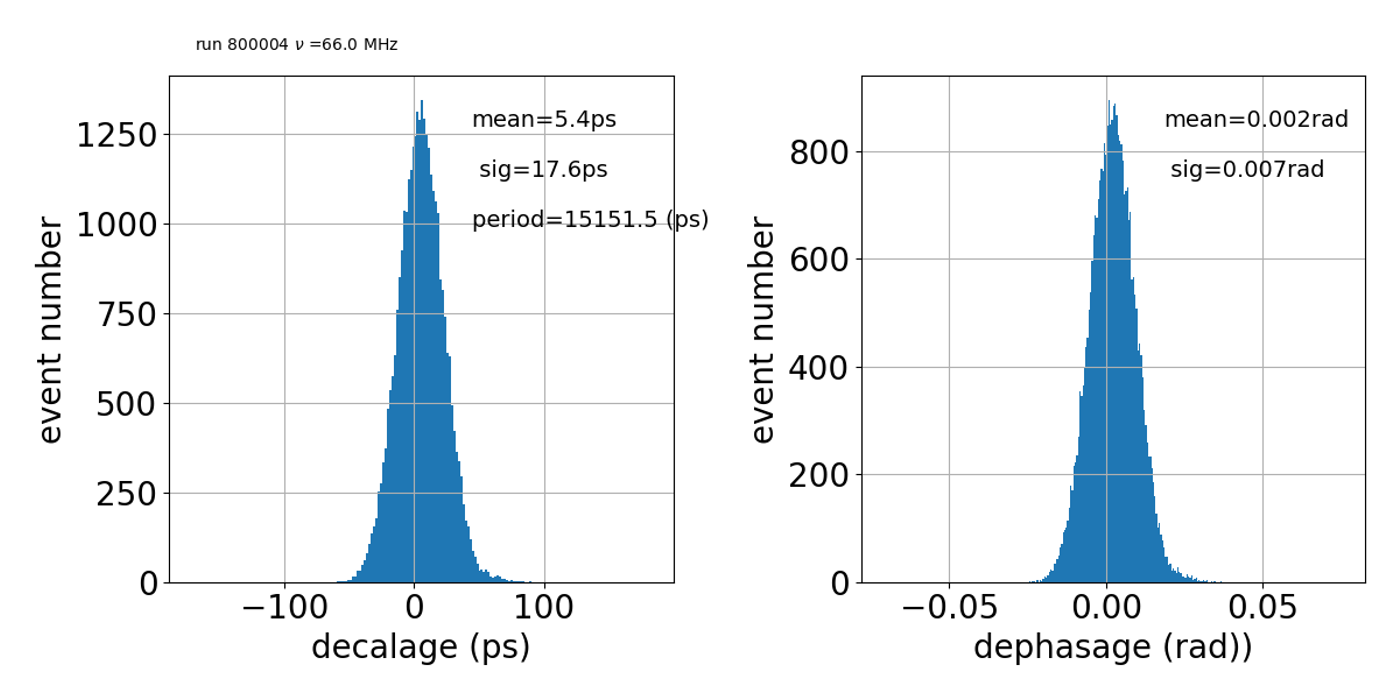 run 800004 ν =66.0 MHz
mean=5.4ps
sig=17.6ps
period=15151.5 (ps)
1250
1000
750
500
250
0
event number
−100 0 100
decalage (ps)
mean=0.002rad
sig=0.007rad
800
600
400
200
0
event number
−0.05 0.00 0.05
dephasage (rad))